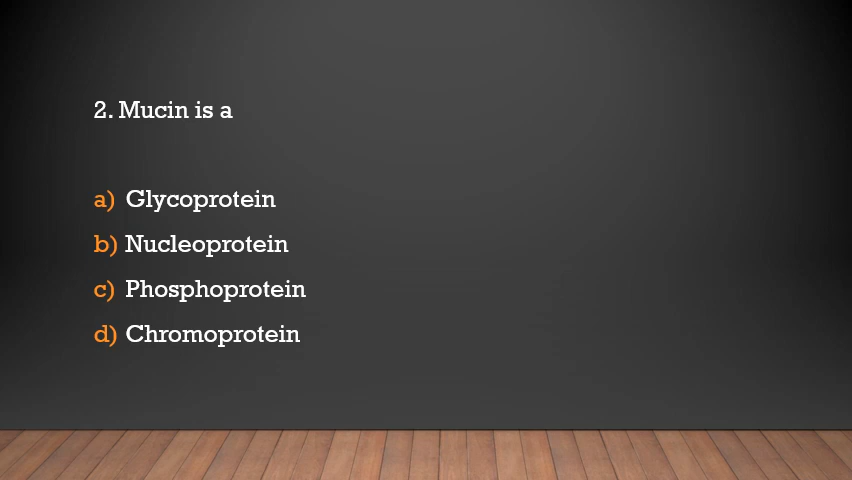 2. Mucin is a
a) Glycoprotein
b) Nucleoprotein
c) Phosphoprotein
d) Chromoprotein